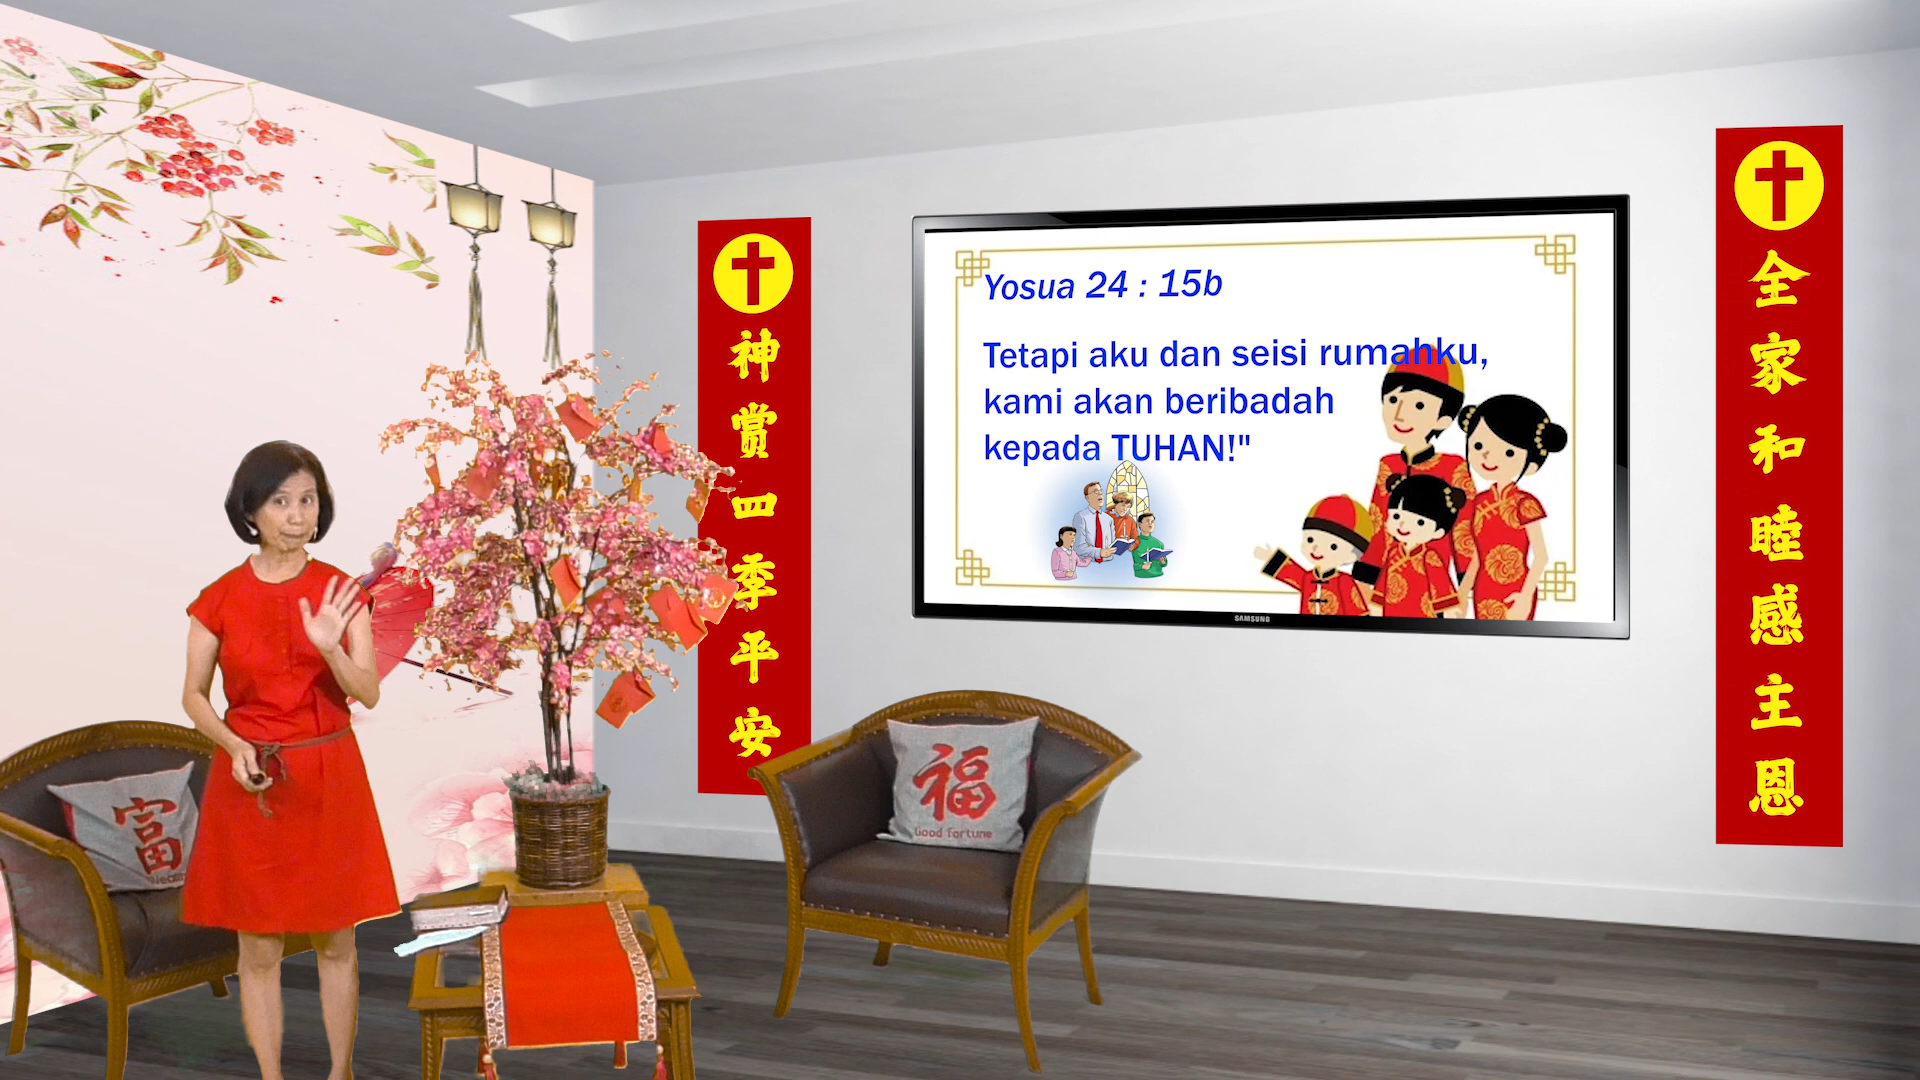 神賞四季平安
Yosua 24 : 15b
Tetapi aku dan seisi rumahku,
kami akan beribadah
kepada TUHAN!"
SAMSUNG
全家和睦感主恩
富
福
Good fortune